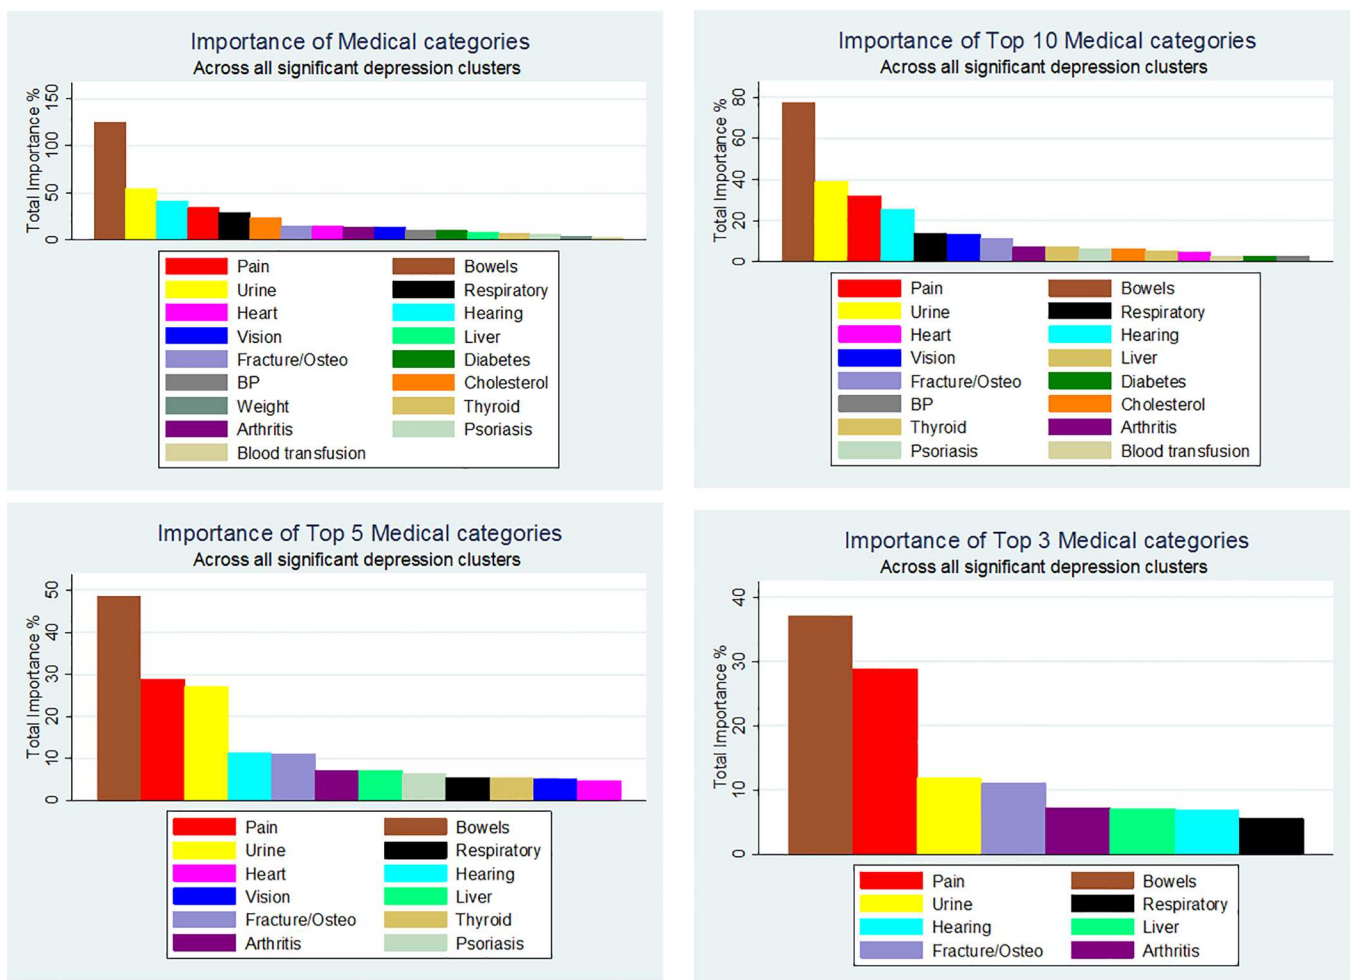 Importance of Medical categories
Across all significant depression clusters
Total Importance %
150
100
50
0
Pain
Bowels
Urine
Respiratory
Heart
Hearing
Vision
Liver
Fracture/Osteo
Diabetes
BP
Cholesterol
Weight
Thyroid
Arthritis
Psoriasis
Blood transfusion
Importance of Top 10 Medical categories
Across all significant depression clusters
Total Importance %
80
60
40
20
0
Pain
Bowels
Urine
Respiratory
Heart
Hearing
Vision
Liver
Fracture/Osteo
Diabetes
BP
Cholesterol
Thyroid
Arthritis
Psoriasis
Blood transfusion
Importance of Top 5 Medical categories
Across all significant depression clusters
Total Importance %
50
40
30
20
10
0
Pain
Bowels
Urine
Respiratory
Heart
Hearing
Vision
Liver
Fracture/Osteo
Thyroid
Arthritis
Psoriasis
Importance of Top 3 Medical categories
Across all significant depression clusters
Total Importance %
40
30
20
10
0
Pain
Bowels
Urine
Respiratory
Hearing
Liver
Fracture/Osteo
Arthritis